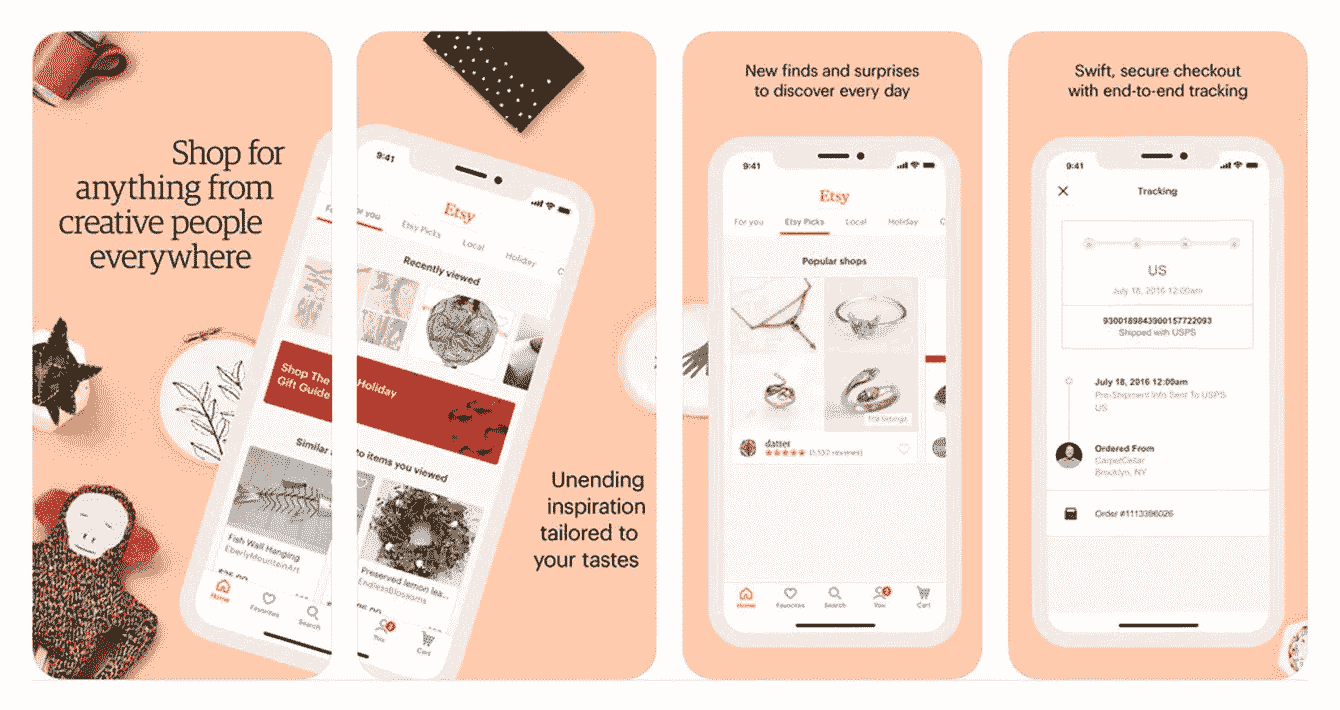 Shop for
anything from
creative people
everywhere
9:41
Etsy
For you Etsy Picks Local Holiday
Recently viewed
Shop The Holiday
Gift Guide
Similar to items you viewed
Fish Wall Hanging
EberlyMountainArt
Preserved lemon lea...
EndlessBlossoms
Home Favorites Search You 2 Cart
Unending
inspiration
tailored to
your tastes
New finds and surprises
to discover every day
9:41
Etsy
For you Etsy Picks Local Holiday C
Popular shops
datter
Home Favorites Search You 3 Cart
Swift, secure checkout
with end-to-end tracking
9:41
Tracking
US
July 18, 2016 12:00am
9300189843900157722093
Shipped with USPS
July 18, 2016 12:00am
Pre-Shipment Info Sent To USPS
US
Ordered From
CarpetCellar
Brooklyn, NY
Order #1113396026